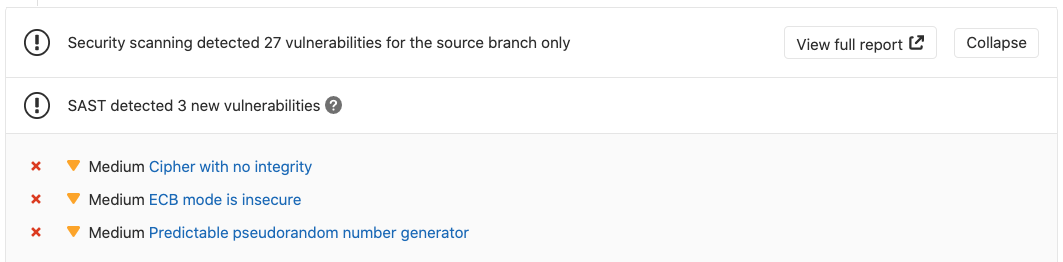 Security scanning detected 27 vulnerabilities for the source branch only
View full report
Collapse
SAST detected 3 new vulnerabilities ?
Medium Cipher with no integrity
Medium ECB mode is insecure
Medium Predictable pseudorandom number generator